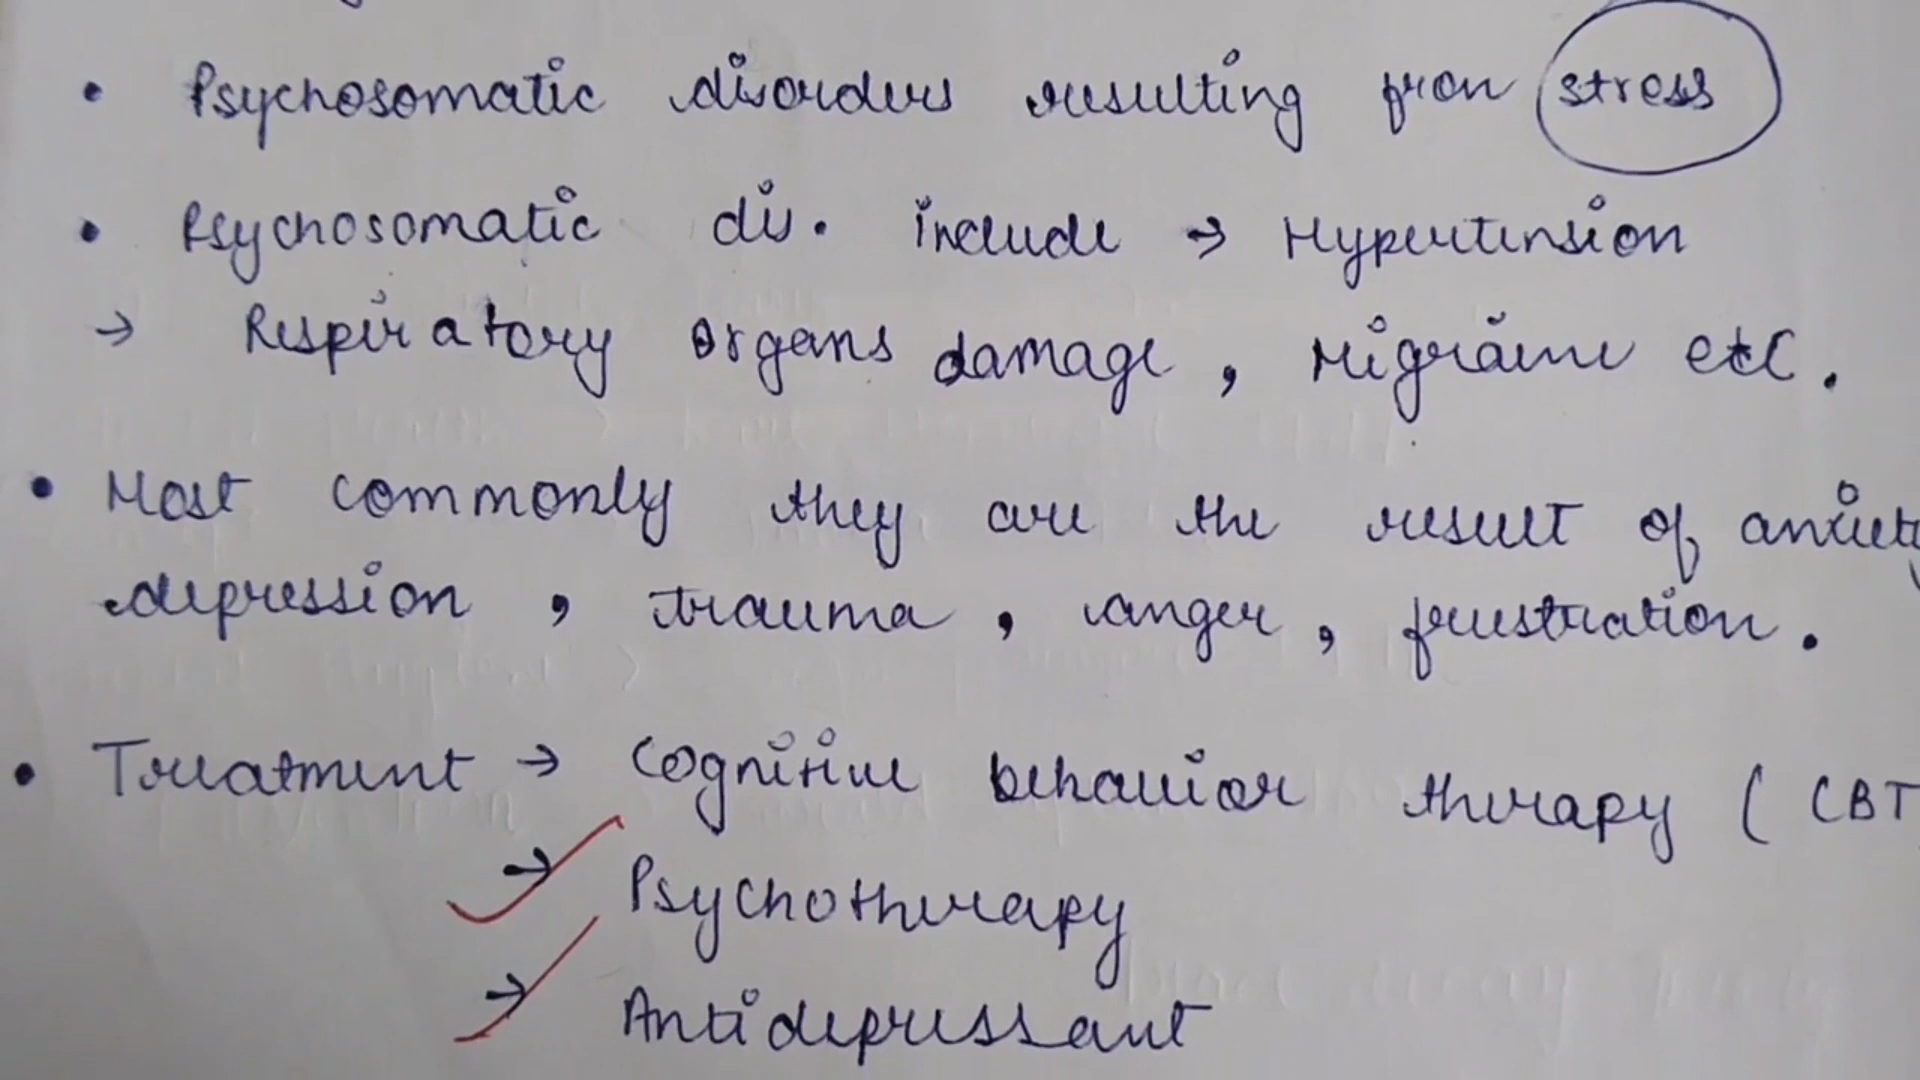 • Psychosomatic disorders resulting from stress
• Psychosomatic dis. include → Hypertension
→ Respiratory organs damage, Migraine etc.
• Most commonly they are the result of anxiety
depression, trauma, anger, frustration.
• Treatment → Cognitive behavior therapy (CBT
→ Psychotherapy
→ Antidepressant